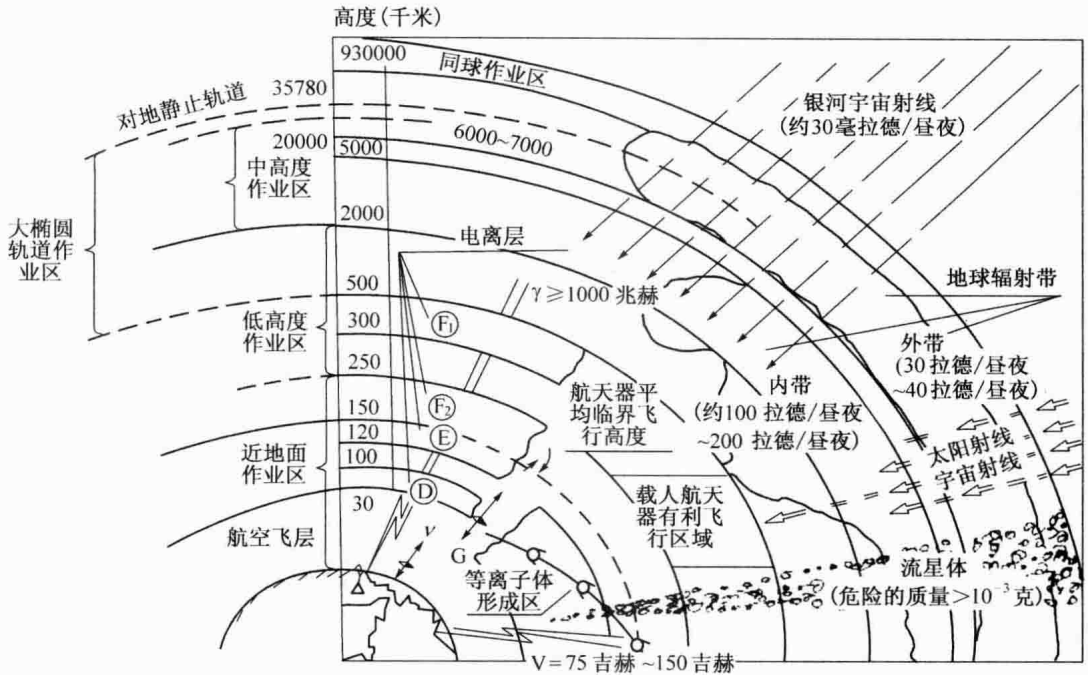 高度(千米)
930000
同球作业区
35780
对地静止轨道
银河宇宙射线
(约30毫拉德/昼夜)
6000~7000
20000
5000
中高度
作业区
大椭圆
轨道作
业区
2000
电离层
地球辐射带
500
γ≥1000 兆赫
F₁
300
低高度
作业区
外带
(30 拉德/昼夜
~40拉德/昼夜)
250
航天器平
均临界飞
行高度
内带
(约100 拉德/昼夜
~200 拉德/昼夜)
F₂
150
E
120
近地面
作业区
100
太阳射线
宇宙射线
D
30
载人航天
器有利飞
行区域
航空飞层
v
G
等离子体
形成区
流星体
(危险的质量>10⁻³ 克)
V=75 吉赫 ~150吉赫